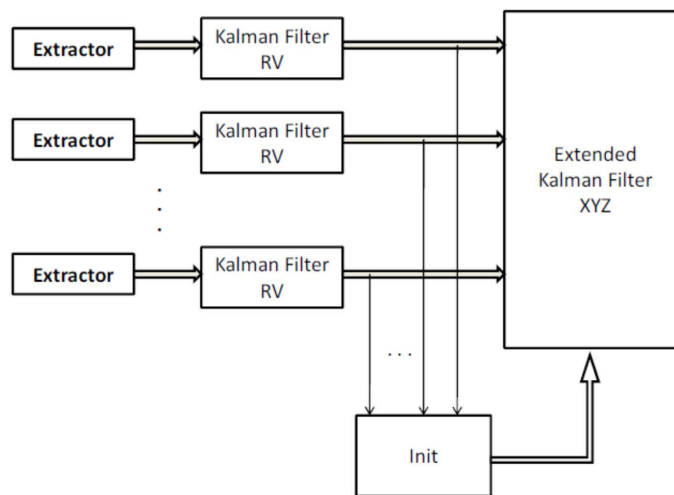 Extractor
Kalman Filter
RV
Extractor
Kalman Filter
RV
Extractor
Kalman Filter
RV
Extended
Kalman Filter
XYZ
. . .
Init